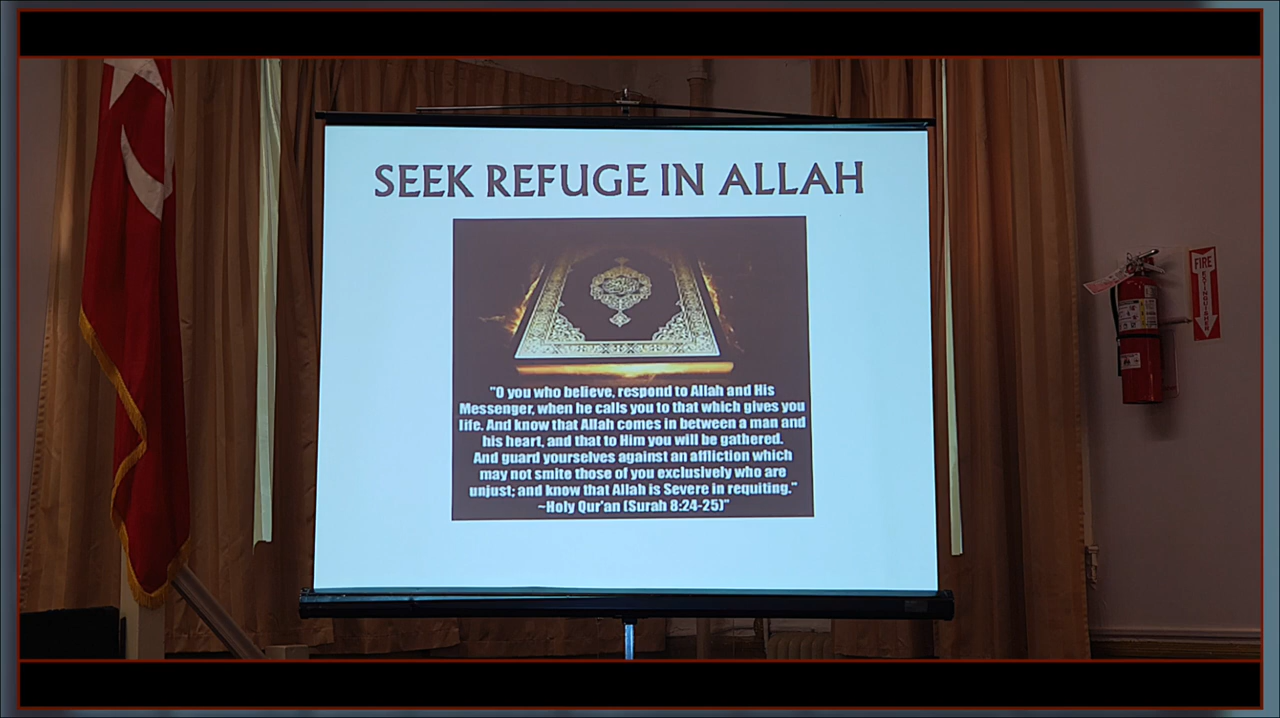 SEEK REFUGE IN ALLAH
"O you who believe, respond to Allah and His
Messenger, when he calls you to that which gives you
life. And know that Allah comes in between a man and
his heart, and that to Him you will be gathered.
And guard yourselves against an affliction which
may not smite those of you exclusively who are
unjust; and know that Allah is Severe in requiting."
~Holy Qur'an (Surah 8:24-25)"
FIRE
EXTINGUISHER